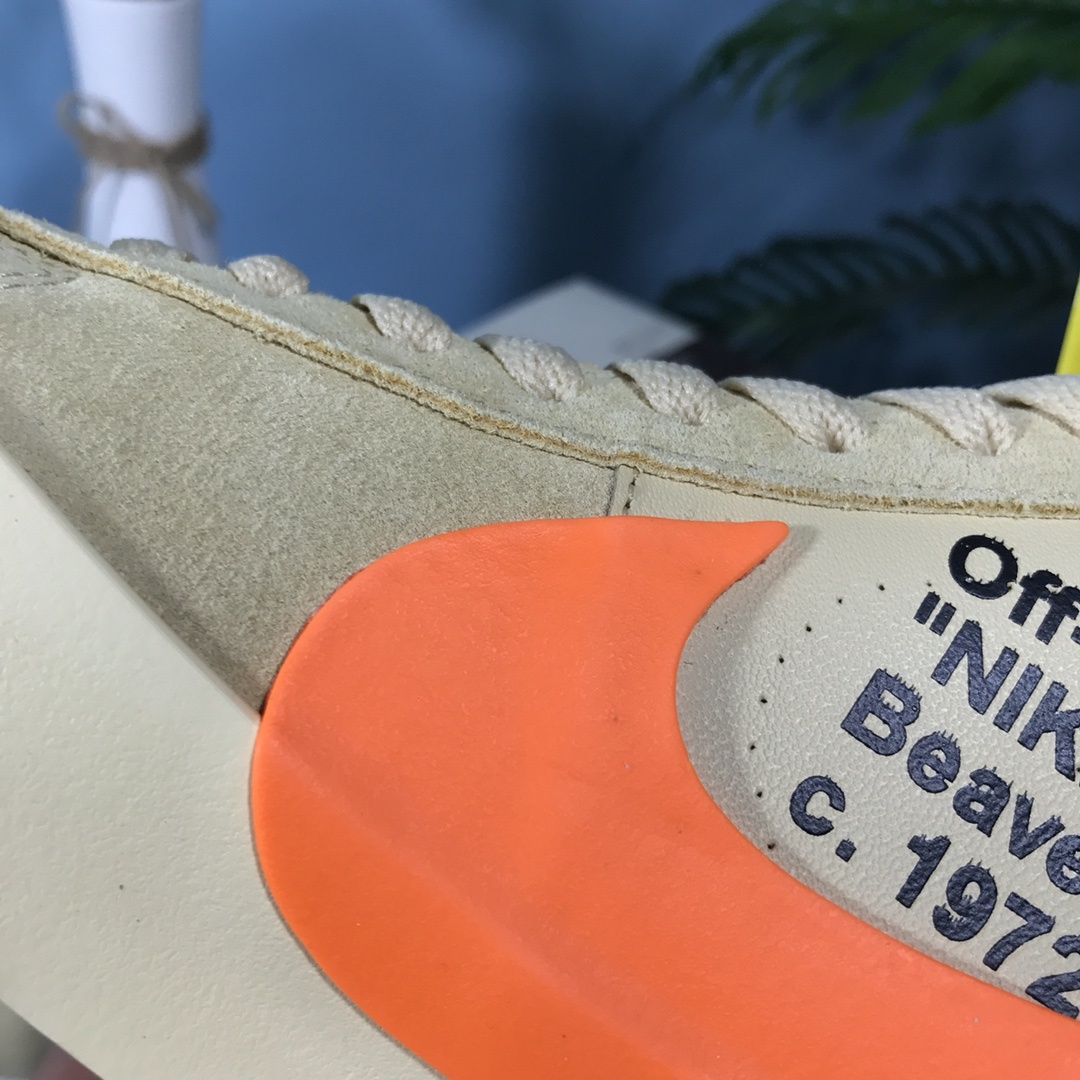 Off-
"NIK
Beave
c. 1972